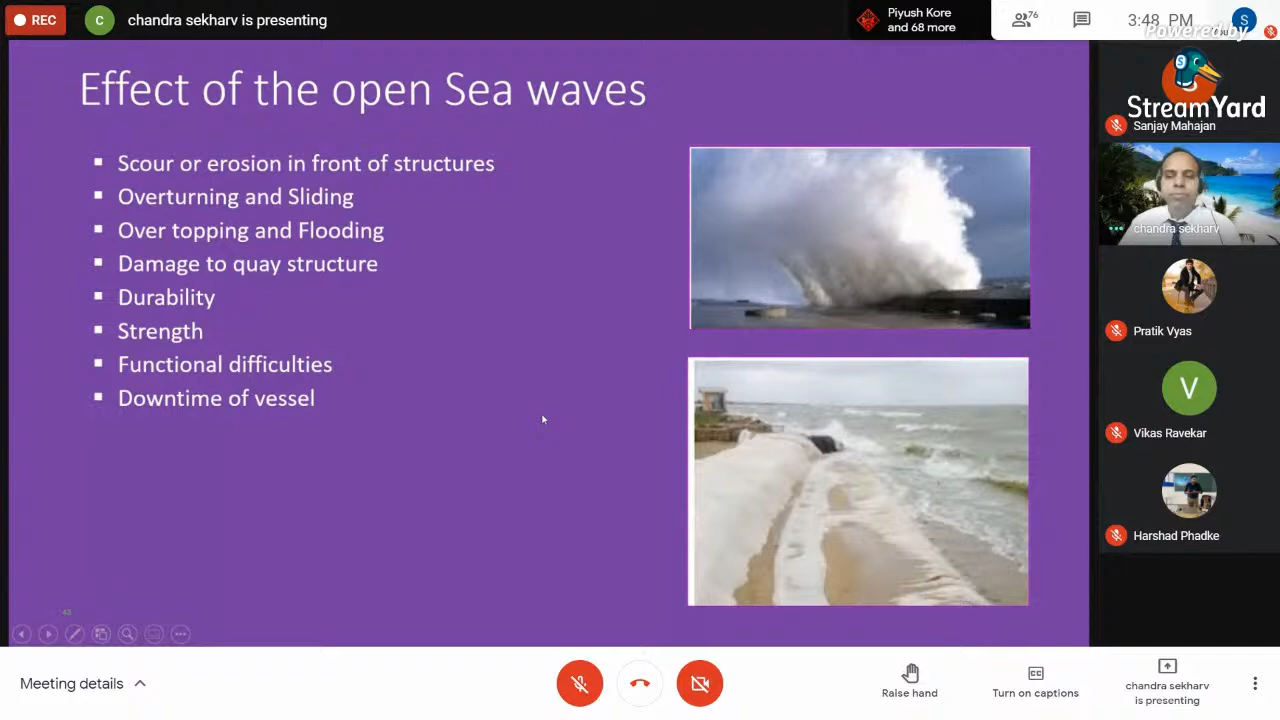 REC
C
chandra sekharv is presenting
Piyush Kore
and 68 more
76
3:48 PM
S
You
Powered by
StreamYard
Sanjay Mahajan
Effect of the open Sea waves
▪ Scour or erosion in front of structures
▪ Overturning and Sliding
▪ Over topping and Flooding
▪ Damage to quay structure
▪ Durability
▪ Strength
▪ Functional difficulties
▪ Downtime of vessel
43
chandra sekharv
Pratik Vyas
V
Vikas Ravekar
Harshad Phadke
Meeting details
Raise hand
CC
Turn on captions
chandra sekharv
is presenting